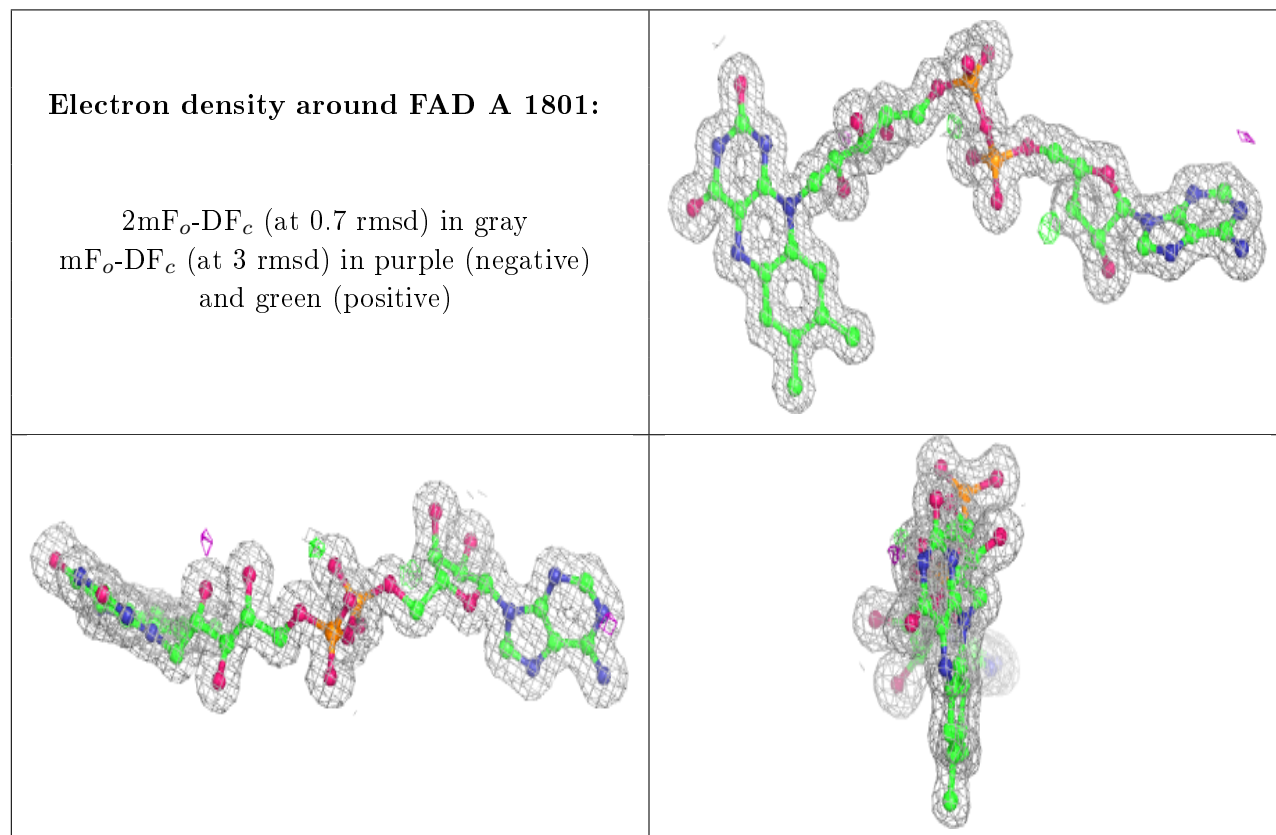 Electron density around FAD A 1801:
2mFₒ-DF𝒸 (at 0.7 rmsd) in gray
mFₒ-DF𝒸 (at 3 rmsd) in purple (negative)
and green (positive)